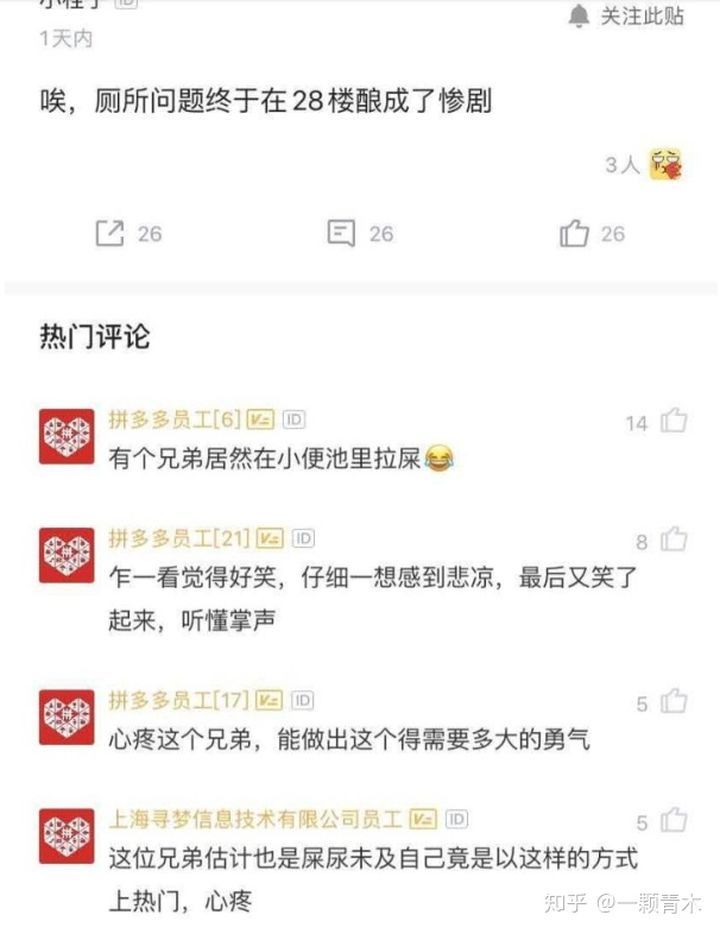 小桂子 ID
关注此贴
1天内
唉，厕所问题终于在28楼酿成了惨剧
3人
26
26
26
热门评论
拼多多员工[6] V ID
14
有个兄弟居然在小便池里拉屎😂
拼多多员工[21] V ID
8
乍一看觉得好笑，仔细一想感到悲凉，最后又笑了
起来，听懂掌声
拼多多员工[17] V ID
5
心疼这个兄弟，能做出这个得需要多大的勇气
上海寻梦信息技术有限公司员工 V ID
5
这位兄弟估计也是屎尿未及自己竟是以这样的方式
上热门，心疼
知乎 @一颗青木